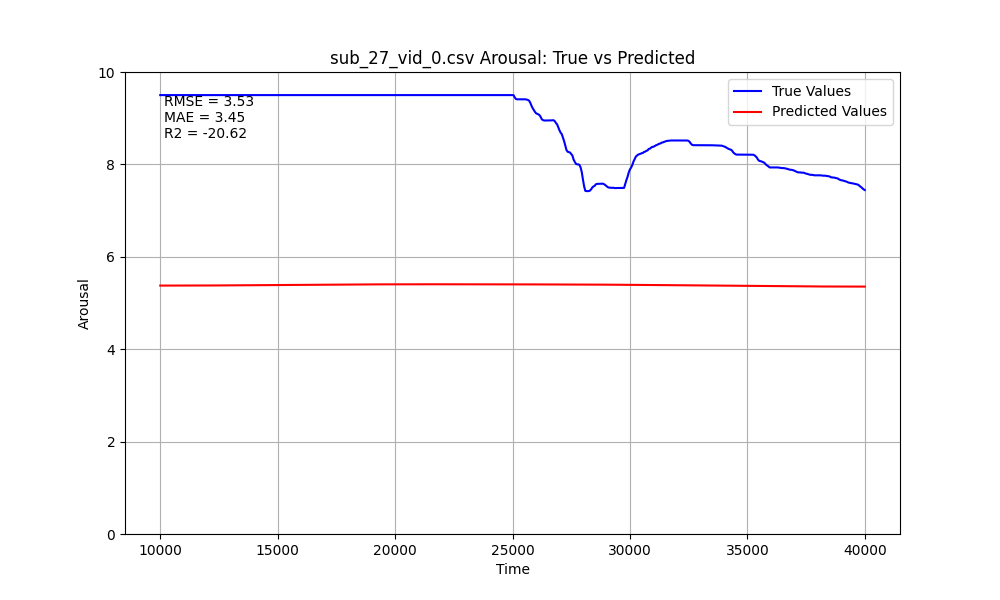 sub_27_vid_0.csv Arousal: True vs Predicted
10
RMSE = 3.53
MAE = 3.45
R2 = -20.62
True Values
Predicted Values
8
6
Arousal
4
2
0
10000 15000 20000 25000 30000 35000 40000
Time